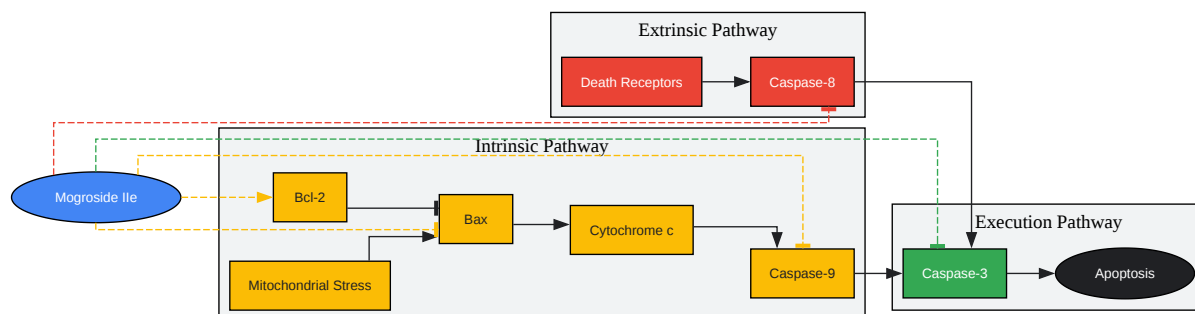 Extrinsic Pathway
Death Receptors
Caspase-8
Intrinsic Pathway
Mogroside IIe
Bcl-2
Bax
Cytochrome c
Mitochondrial Stress
Caspase-9
Execution Pathway
Caspase-3
Apoptosis